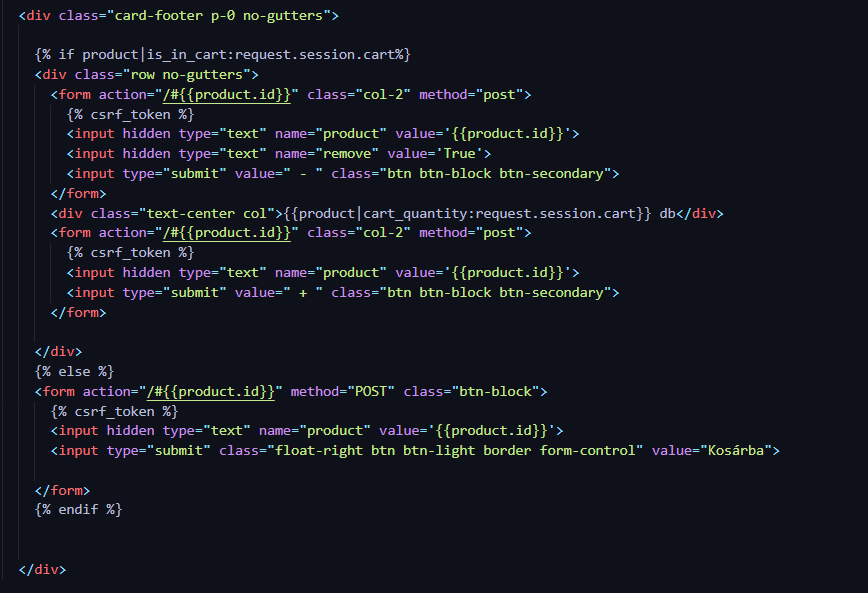 <div class="card-footer p-0 no-gutters">
{% if product|is_in_cart:request.session.cart%}
<div class="row no-gutters">
<form action="/#{{product.id}}" class="col-2" method="post">
{% csrf_token %}
<input hidden type="text" name="product" value='{{product.id}}'>
<input hidden type="text" name="remove" value='True'>
<input type="submit" value=" - " class="btn btn-block btn-secondary">
</form>
<div class="text-center col">{{product|cart_quantity:request.session.cart}} db</div>
<form action="/#{{product.id}}" class="col-2" method="post">
{% csrf_token %}
<input hidden type="text" name="product" value='{{product.id}}'>
<input type="submit" value=" + " class="btn btn-block btn-secondary">
</form>
</div>
{% else %}
<form action="/#{{product.id}}" method="POST" class="btn-block">
{% csrf_token %}
<input hidden type="text" name="product" value='{{product.id}}'>
<input type="submit" class="float-right btn btn-light border form-control" value="Kosárba">
</form>
{% endif %}
</div>